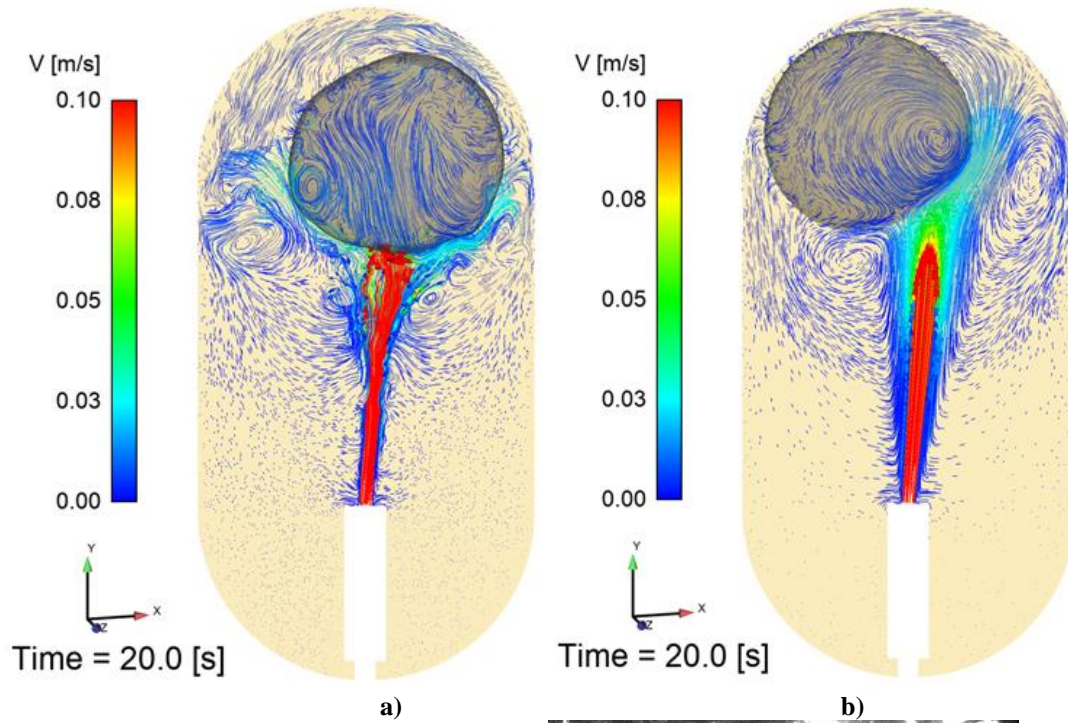 V [m/s]
0.10
0.08
0.05
0.03
0.00
Y
X
Z
Time = 20.0 [s]
a)
V [m/s]
0.10
0.08
0.05
0.03
0.00
Y
X
Z
Time = 20.0 [s]
b)